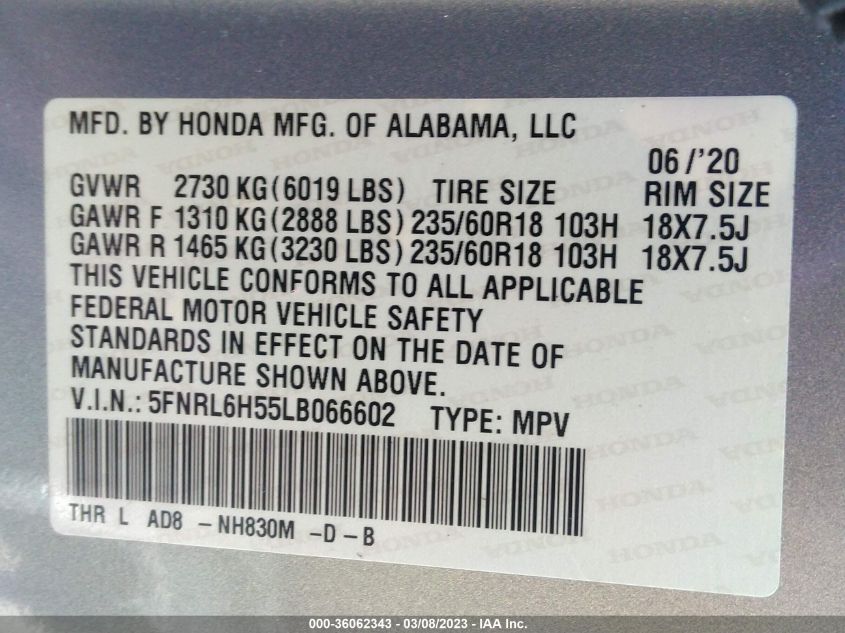 MFD. BY HONDA MFG. OF ALABAMA, LLC
06/'20
GVWR 2730 KG(6019 LBS) TIRE SIZE RIM SIZE
GAWR F 1310 KG(2888 LBS) 235/60R18 103H 18X7.5J
GAWR R 1465 KG(3230 LBS) 235/60R18 103H 18X7.5J
THIS VEHICLE CONFORMS TO ALL APPLICABLE
FEDERAL MOTOR VEHICLE SAFETY
STANDARDS IN EFFECT ON THE DATE OF
MANUFACTURE SHOWN ABOVE.
V.I.N.: 5FNRL6H55LB066602 TYPE: MPV
THR L AD8 -NH830M -D-B
000-36062343 - 03/08/2023 - IAA Inc.